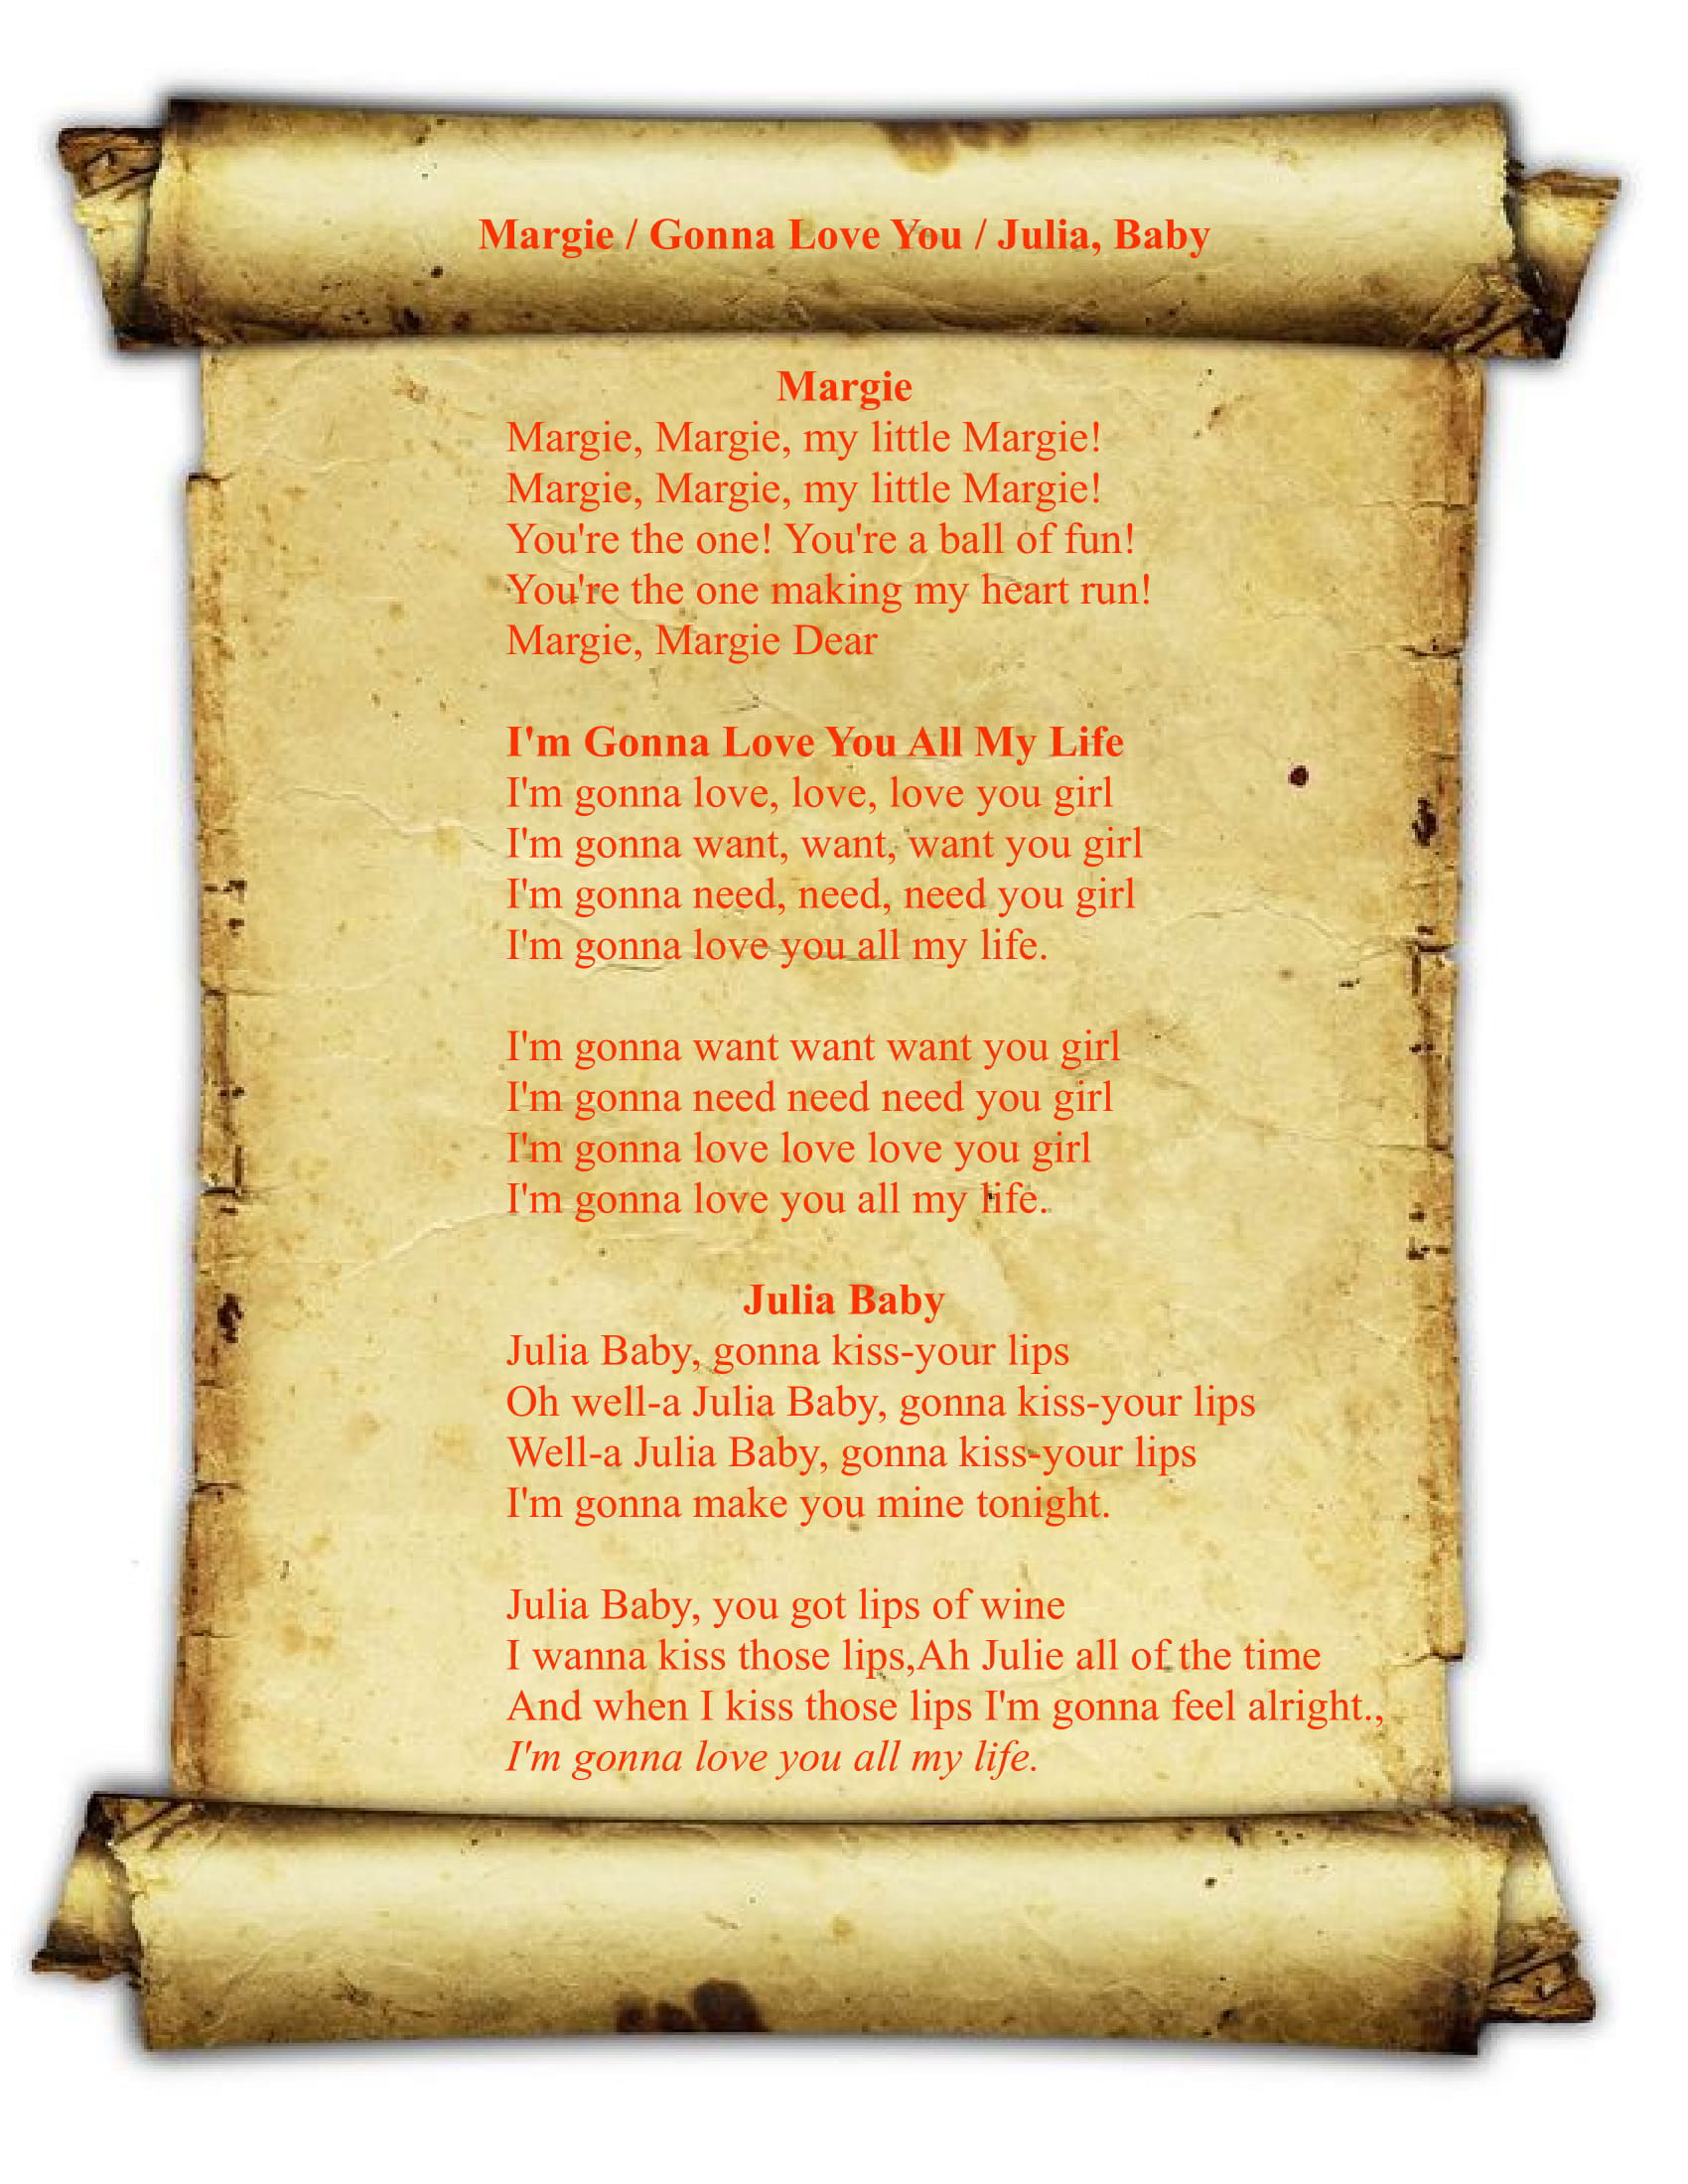 Margie / Gonna Love You / Julia, Baby
Margie
Margie, Margie, my little Margie!
Margie, Margie, my little Margie!
You're the one! You're a ball of fun!
You're the one making my heart run!
Margie, Margie Dear
I'm Gonna Love You All My Life
I'm gonna love, love, love you girl
I'm gonna want, want, want you girl
I'm gonna need, need, need you girl
I'm gonna love you all my life.
I'm gonna want want want you girl
I'm gonna need need need you girl
I'm gonna love love love you girl
I'm gonna love you all my life.
Julia Baby
Julia Baby, gonna kiss-your lips
Oh well-a Julia Baby, gonna kiss-your lips
Well-a Julia Baby, gonna kiss-your lips
I'm gonna make you mine tonight.
Julia Baby, you got lips of wine
I wanna kiss those lips,Ah Julie all of the time
And when I kiss those lips I'm gonna feel alright.,
I'm gonna love you all my life.